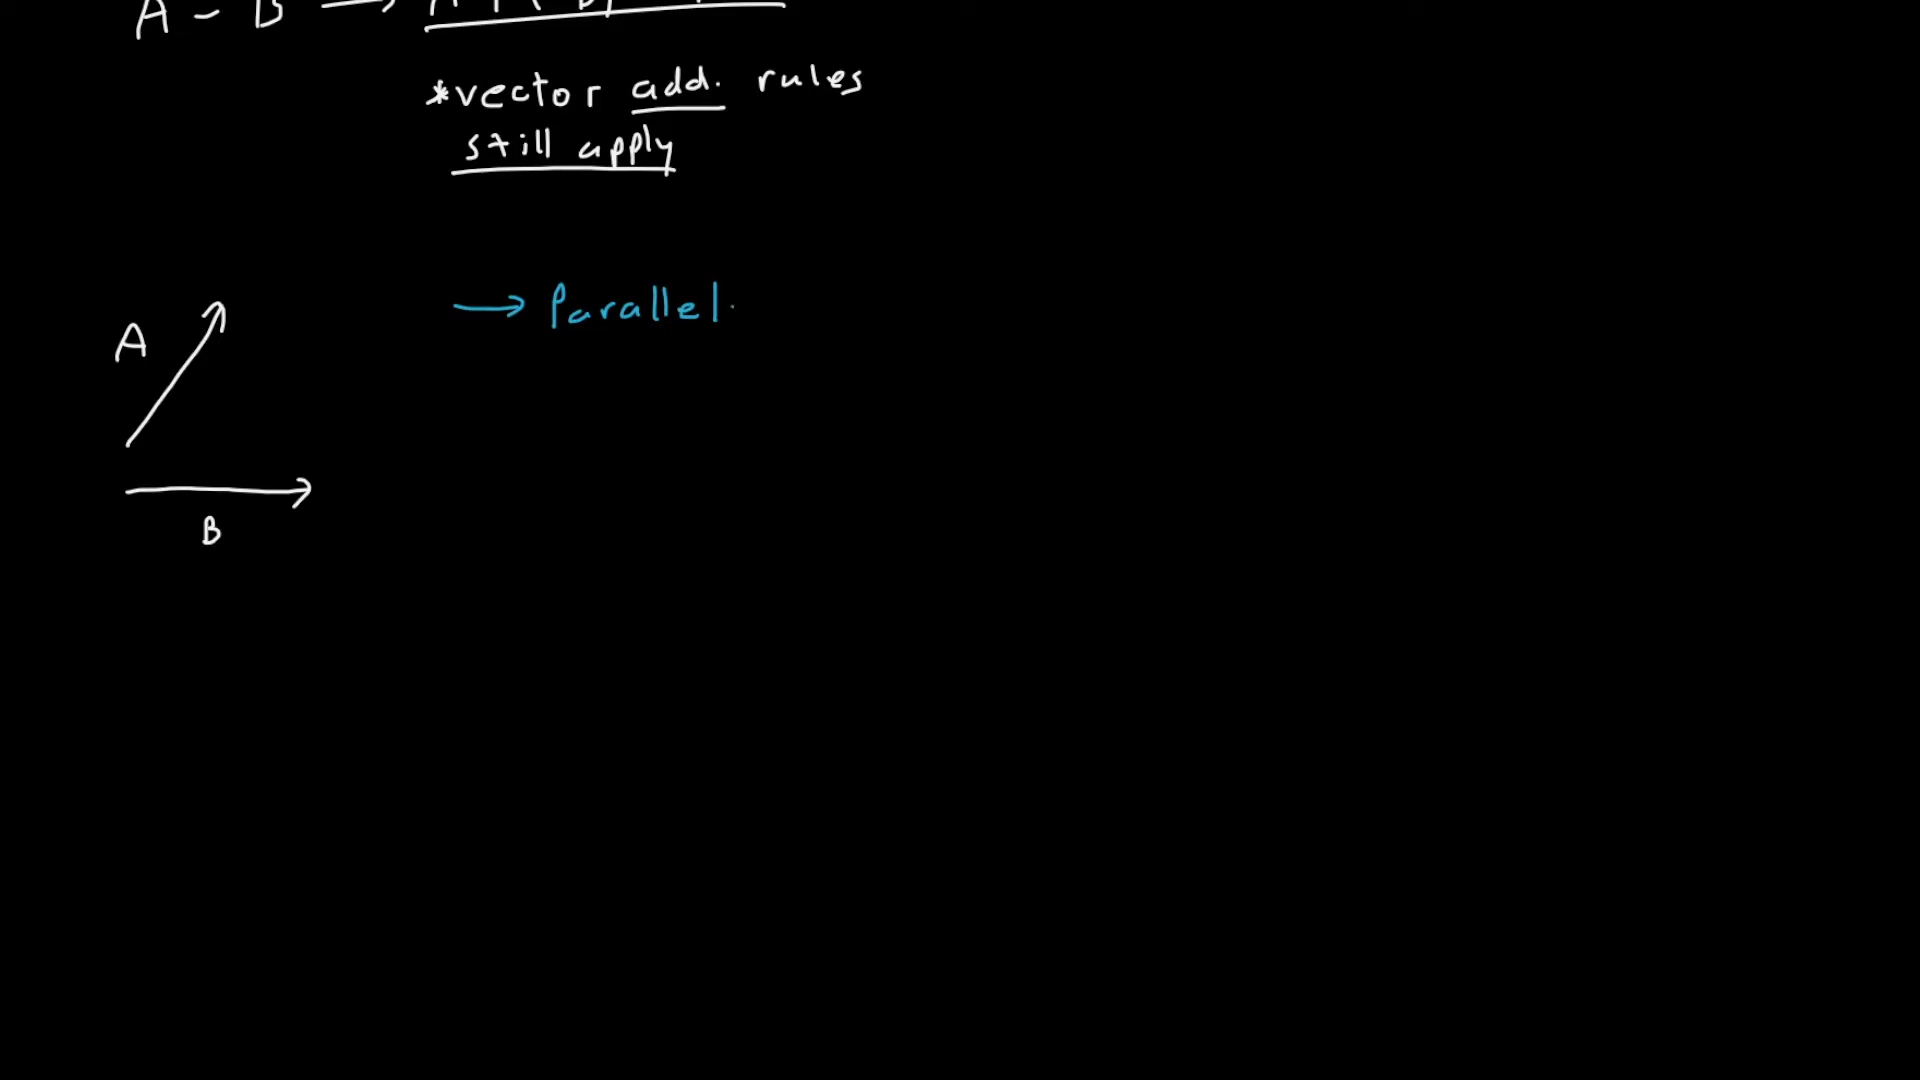 A - B → A + (-B)
*vector add. rules
still apply
→ Parallel
A
B